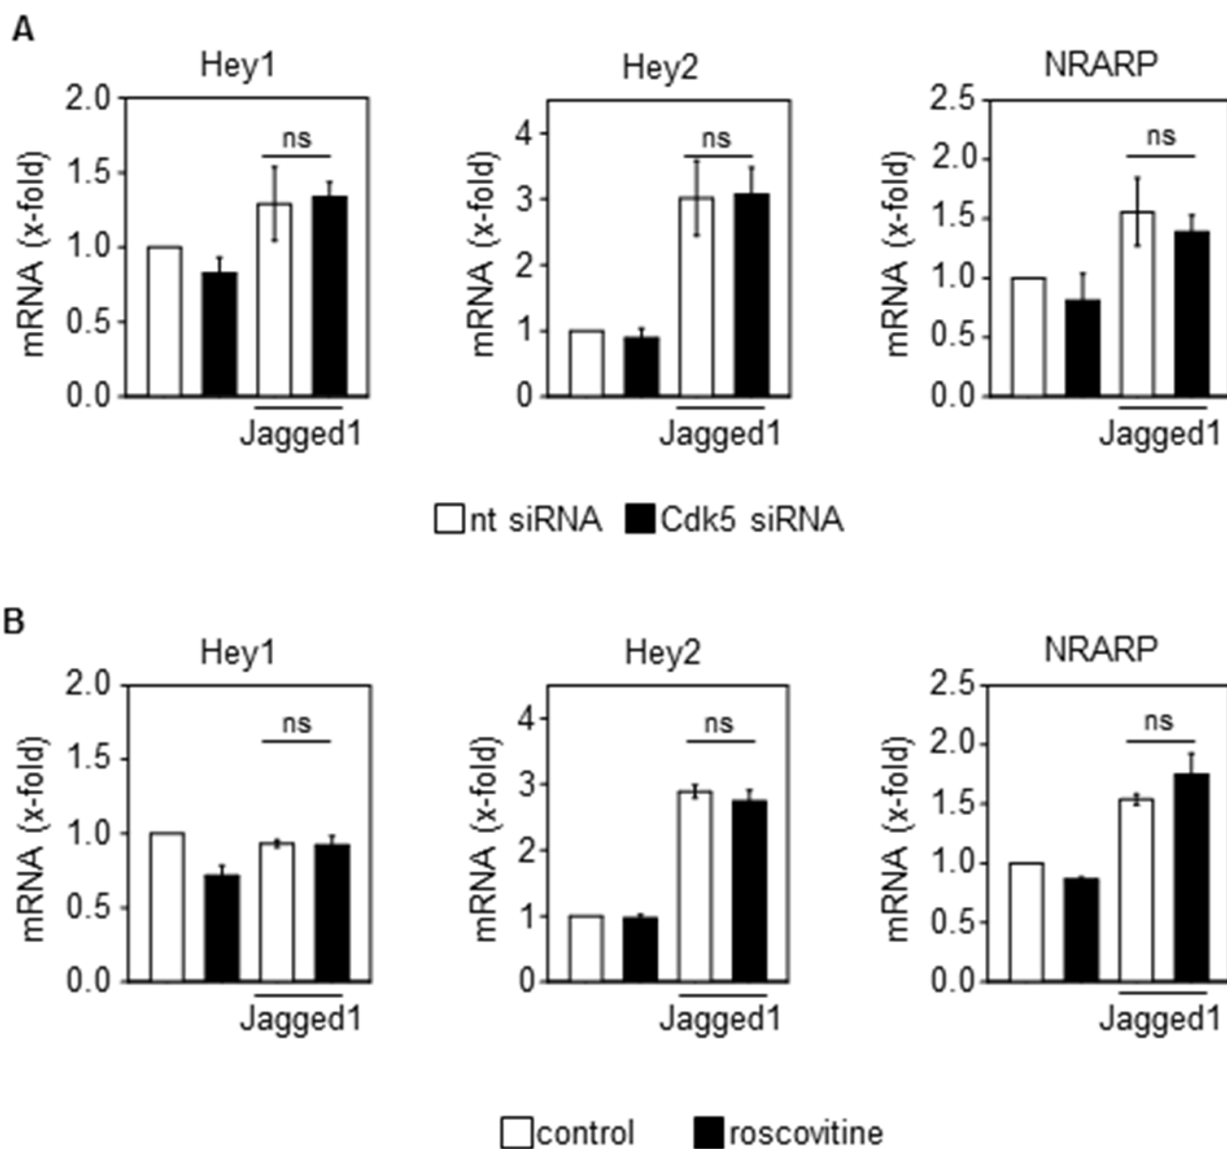 A
Hey1 Hey2 NRARP
mRNA (x-fold)
2.0
1.5
1.0
0.5
0.0
ns
Jagged1
mRNA (x-fold)
4
3
2
1
0
ns
Jagged1
mRNA (x-fold)
2.5
2.0
1.5
1.0
0.5
0.0
ns
Jagged1
nt siRNA Cdk5 siRNA
B
Hey1 Hey2 NRARP
mRNA (x-fold)
2.0
1.5
1.0
0.5
0.0
ns
Jagged1
mRNA (x-fold)
4
3
2
1
0
ns
Jagged1
mRNA (x-fold)
2.5
2.0
1.5
1.0
0.5
0.0
ns
Jagged1
control roscovitine